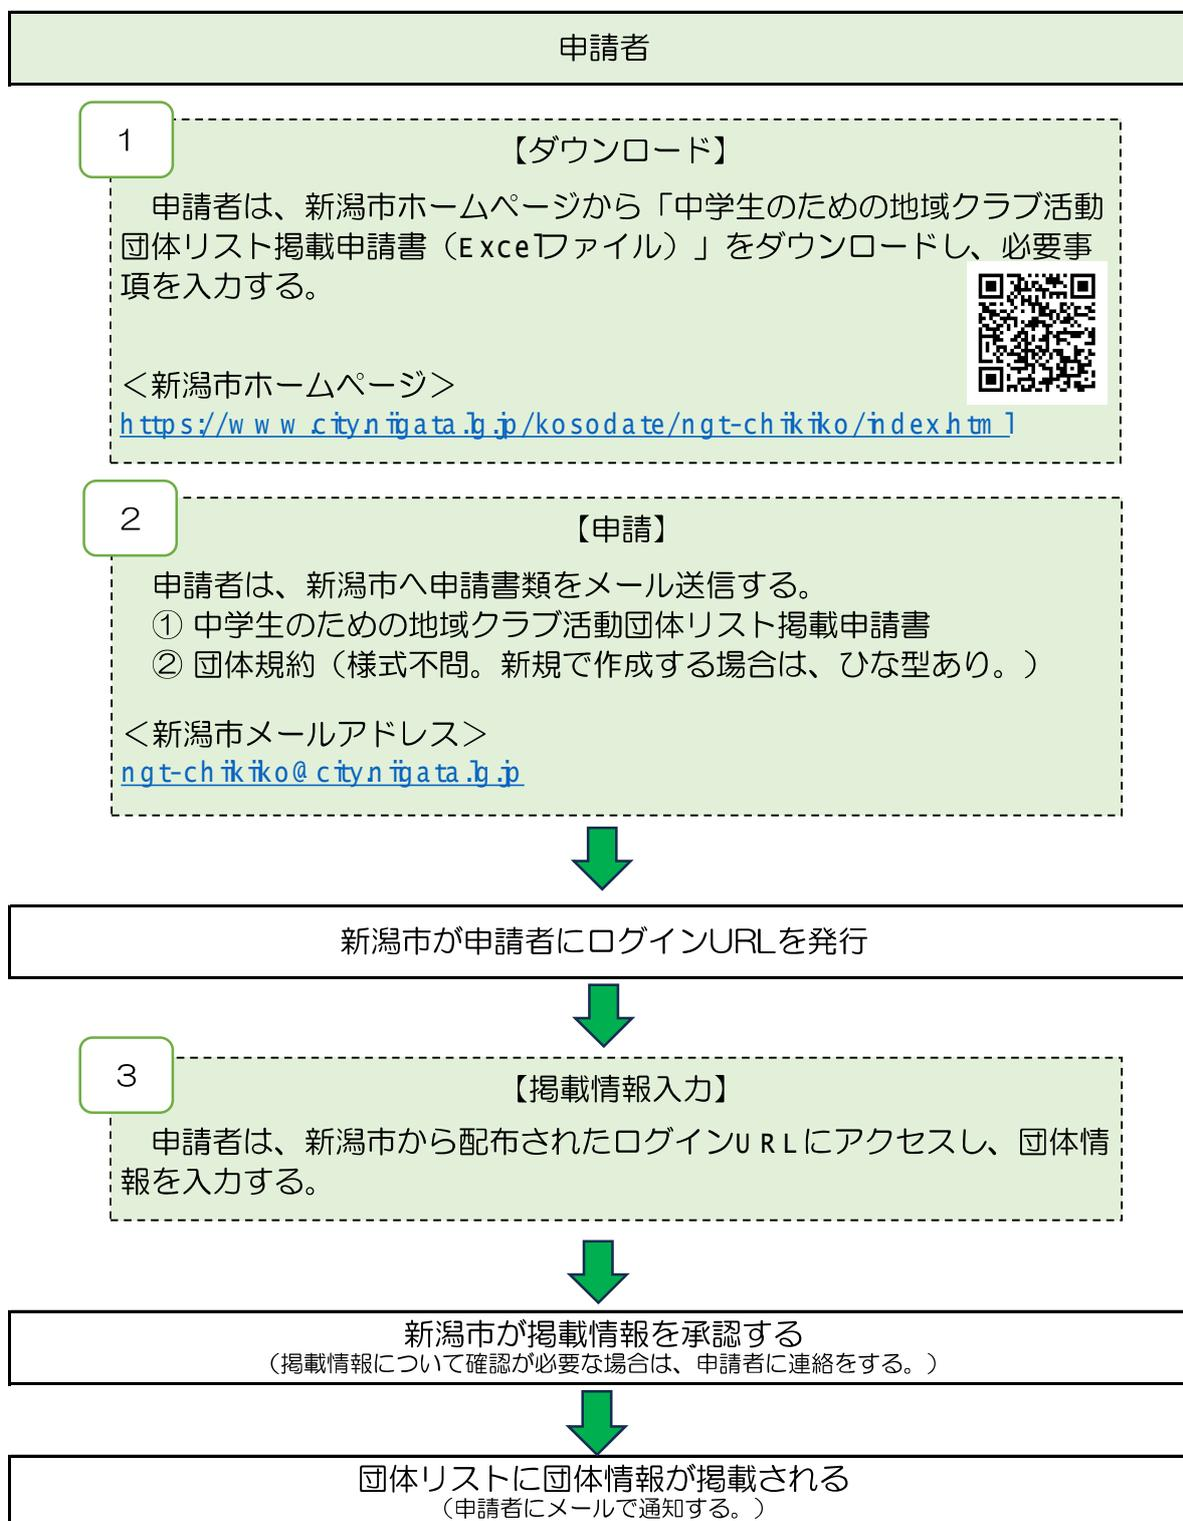 申請者
1
【ダウンロード】
申請者は、新潟市ホームページから「中学生のための地域クラブ活動
団体リスト掲載申請書（Excelファイル）」をダウンロードし、必要事
項を入力する。
＜新潟市ホームページ＞
https://www.city.niigata.lg.jp/kosodate/ngt-chikiko/index.html
2
【申請】
申請者は、新潟市へ申請書類をメール送信する。
① 中学生のための地域クラブ活動団体リスト掲載申請書
② 団体規約（様式不問。新規で作成する場合は、ひな型あり。）
＜新潟市メールアドレス＞
ngt-chikiko@city.niigata.lg.jp
新潟市が申請者にログインURLを発行
3
【掲載情報入力】
申請者は、新潟市から配布されたログインURLにアクセスし、団体情
報を入力する。
新潟市が掲載情報を承認する
（掲載情報について確認が必要な場合は、申請者に連絡をする。）
団体リストに団体情報が掲載される
（申請者にメールで通知する。）